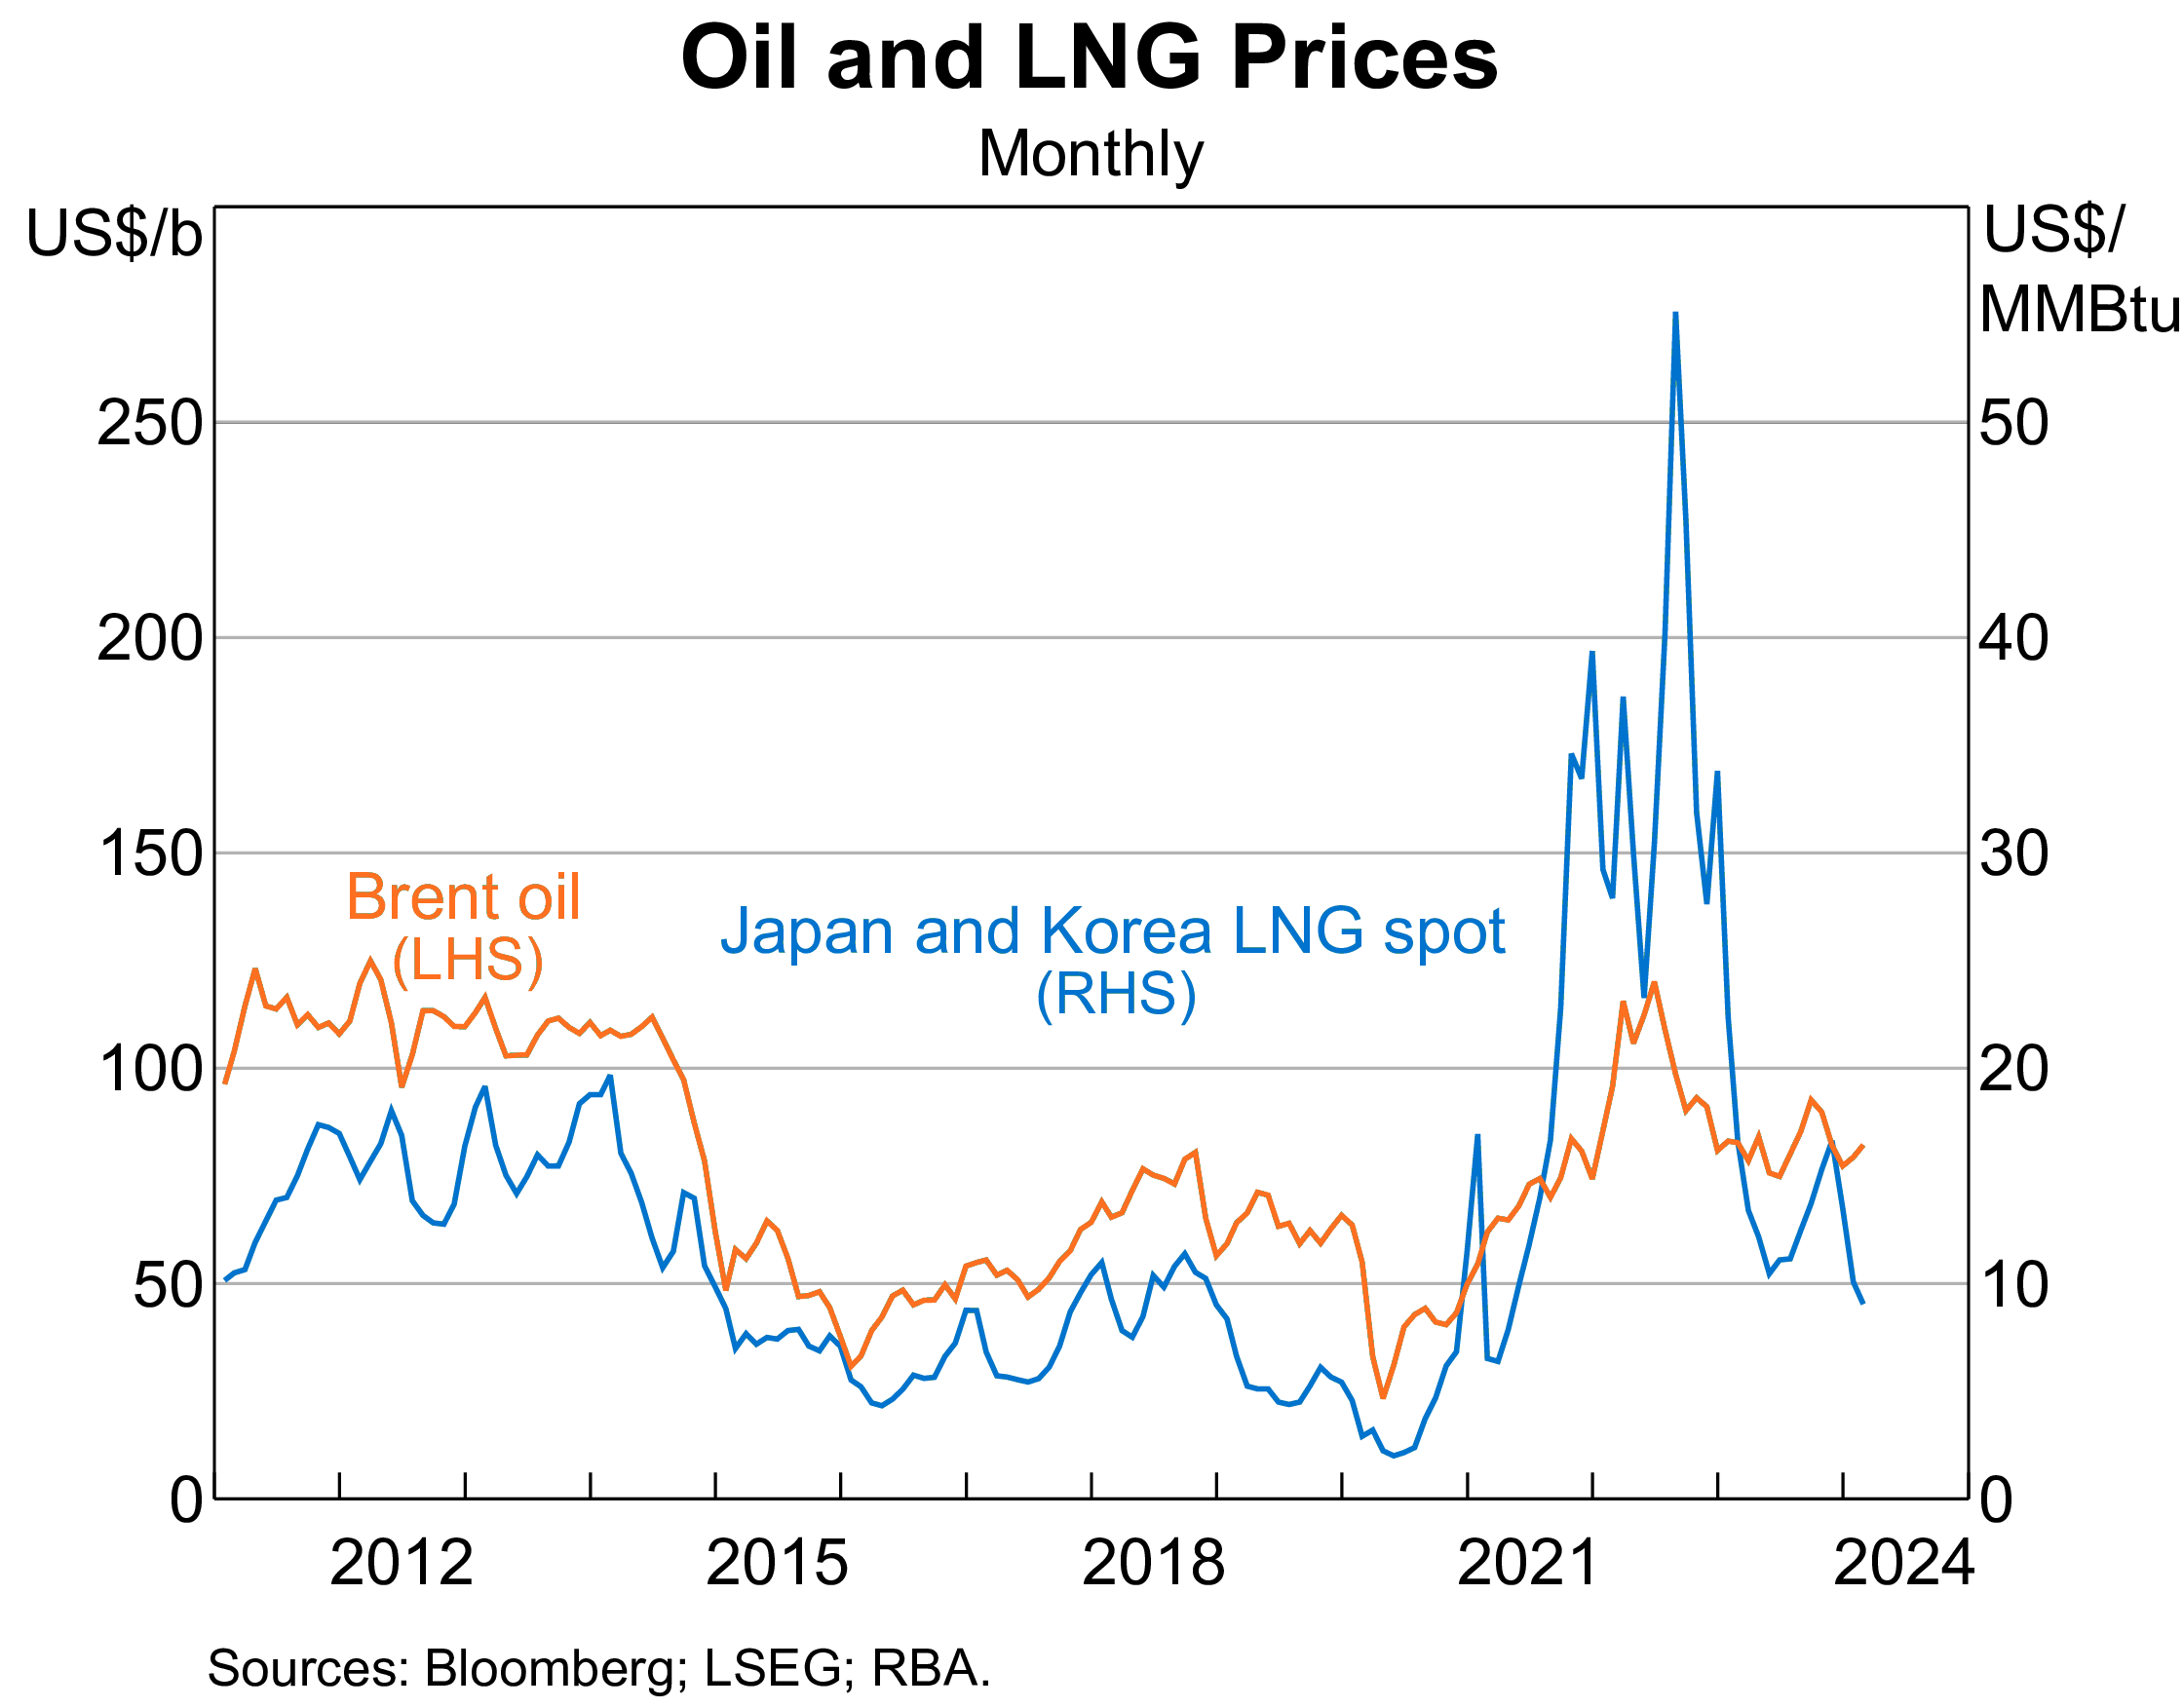 Oil and LNG Prices
Monthly
US$/b
US$/
MMBtu
250
50
200
40
150
30
Brent oil
(LHS)
Japan and Korea LNG spot
(RHS)
100
20
50
10
0
0
2012
2015
2018
2021
2024
Sources: Bloomberg; LSEG; RBA.